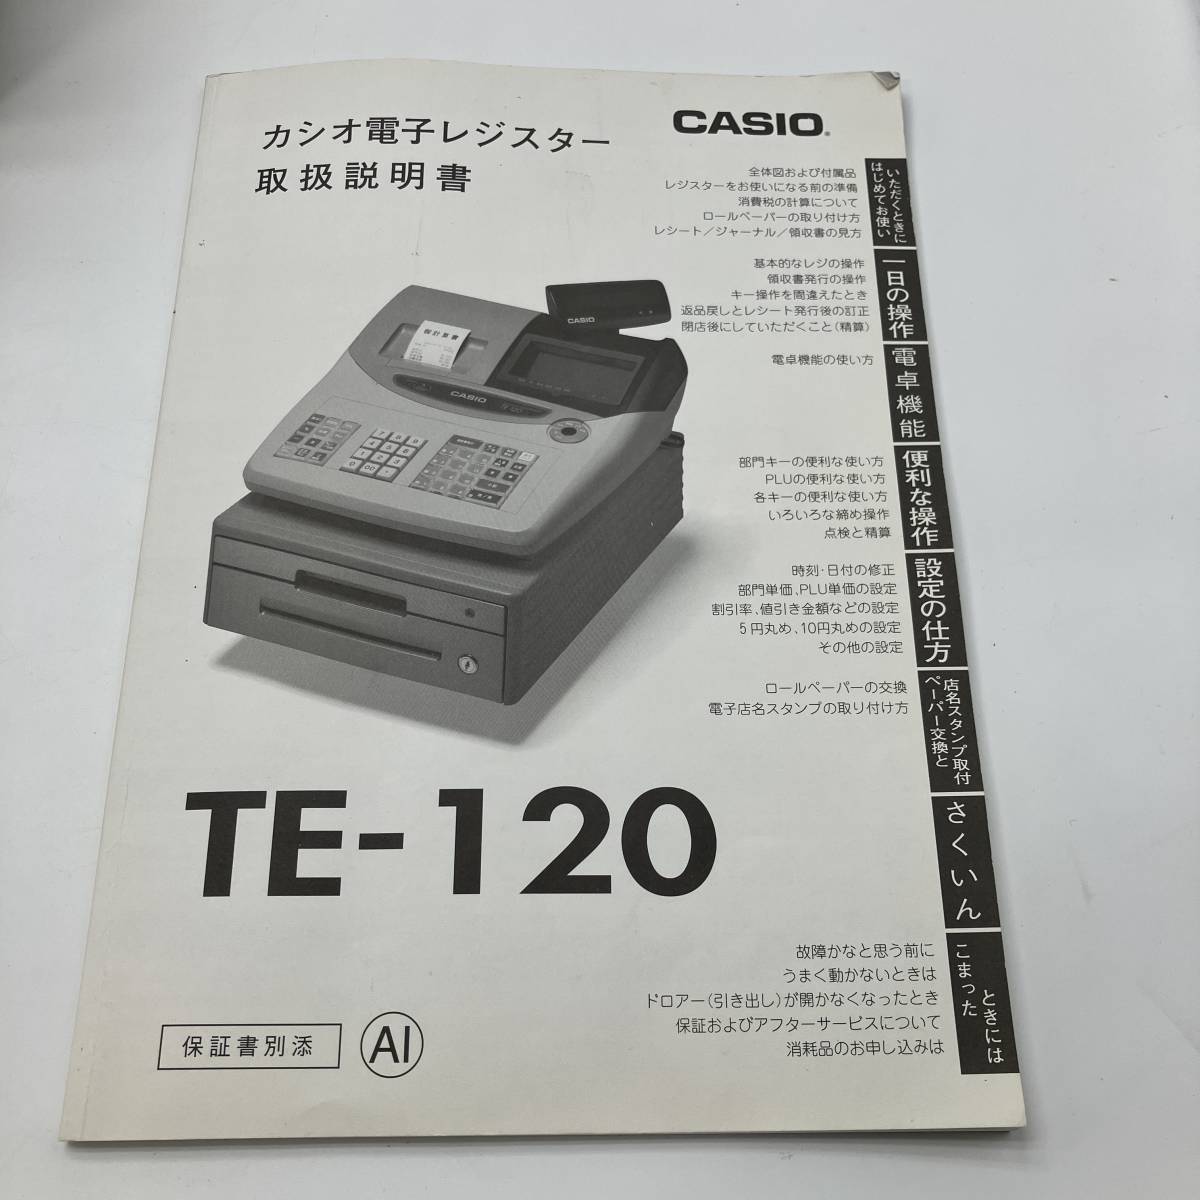 カシオ電子レジスター
取扱説明書
CASIO®
全体図および付属品
レジスターをお使いになる前の準備
消費税の計算について
ロールペーパーの取り付け方
レシート／ジャーナル／領収書の見方
はじめてお使い
いただくときに
基本的なレジの操作
領収書発行の操作
キー操作を間違えたとき
返品戻しとレシート発行後の訂正
閉店後にしていただくこと(精算)
一日の操作
電卓機能の使い方
電卓機能
部門キーの便利な使い方
PLUの便利な使い方
各キーの便利な使い方
いろいろな締め操作
点検と精算
便利な操作
時刻・日付の修正
部門単価、PLU単価の設定
割引率、値引き金額などの設定
5円丸め、10円丸めの設定
その他の設定
設定の仕方
ロールペーパーの交換
電子店名スタンプの取り付け方
ペーパー交換と
店名スタンプ取付
さくいん
故障かなと思う前に
うまく動かないときは
ドロアー(引き出し)が開かなくなったとき
保証およびアフターサービスについて
消耗品のお申し込みは
こまった
ときには
CASIO
御計算書
CASIO
TE-120
7 8 9
4 5 6
1 2 3
0 00 ・
TE-120
保証書別添
AI